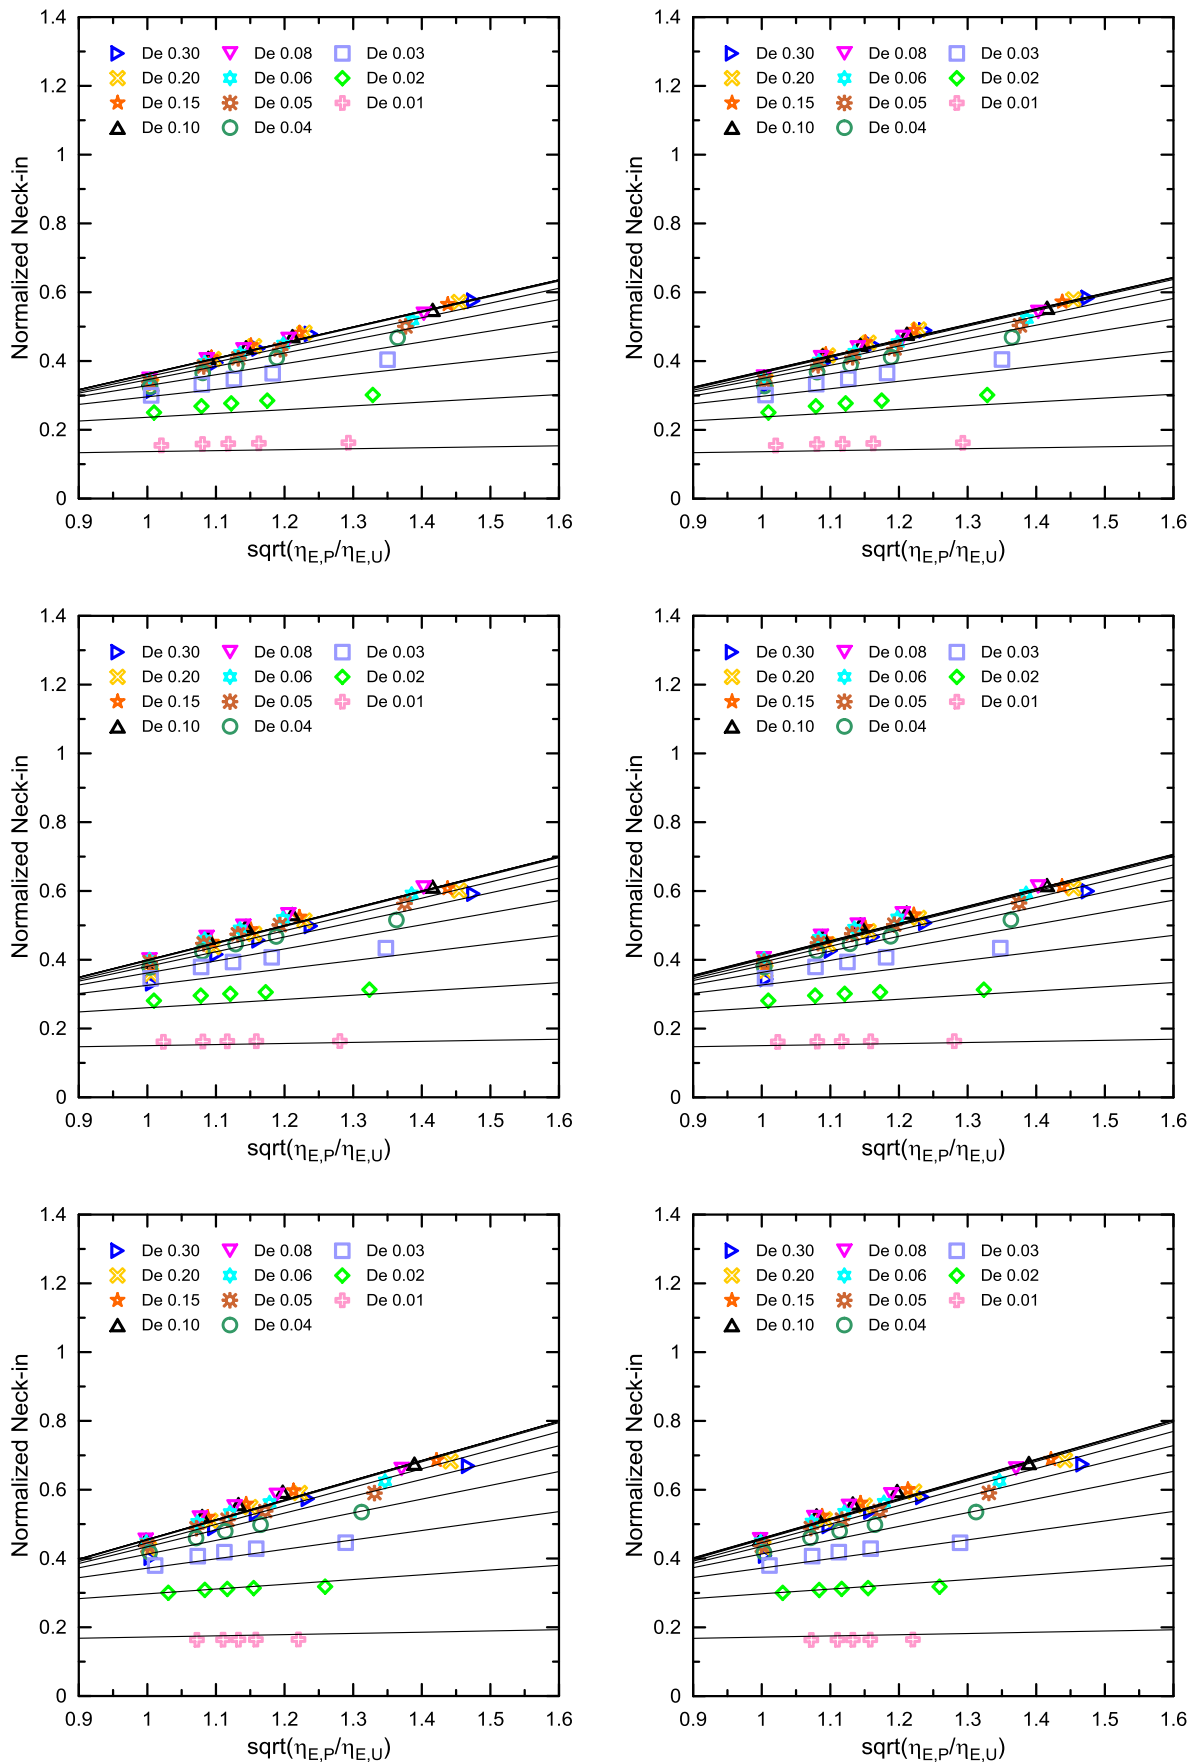 1.4
De 0.30 De 0.08 De 0.03
1.2
De 0.20 De 0.06 De 0.02
De 0.15 De 0.05 De 0.01
De 0.10 De 0.04
1
0.8
0.6
0.4
0.2
0
Normalized Neck-in
0.9 1 1.1 1.2 1.3 1.4 1.5 1.6
sqrt(ηE,P/ηE,U)
1.4
De 0.30 De 0.08 De 0.03
1.2
De 0.20 De 0.06 De 0.02
De 0.15 De 0.05 De 0.01
De 0.10 De 0.04
1
0.8
0.6
0.4
0.2
0
Normalized Neck-in
0.9 1 1.1 1.2 1.3 1.4 1.5 1.6
sqrt(ηE,P/ηE,U)
1.4
De 0.30 De 0.08 De 0.03
1.2
De 0.20 De 0.06 De 0.02
De 0.15 De 0.05 De 0.01
De 0.10 De 0.04
1
0.8
0.6
0.4
0.2
0
Normalized Neck-in
0.9 1 1.1 1.2 1.3 1.4 1.5 1.6
sqrt(ηE,P/ηE,U)
1.4
De 0.30 De 0.08 De 0.03
1.2
De 0.20 De 0.06 De 0.02
De 0.15 De 0.05 De 0.01
De 0.10 De 0.04
1
0.8
0.6
0.4
0.2
0
Normalized Neck-in
0.9 1 1.1 1.2 1.3 1.4 1.5 1.6
sqrt(ηE,P/ηE,U)
1.4
De 0.30 De 0.08 De 0.03
1.2
De 0.20 De 0.06 De 0.02
De 0.15 De 0.05 De 0.01
De 0.10 De 0.04
1
0.8
0.6
0.4
0.2
0
Normalized Neck-in
0.9 1 1.1 1.2 1.3 1.4 1.5 1.6
sqrt(ηE,P/ηE,U)
1.4
De 0.30 De 0.08 De 0.03
1.2
De 0.20 De 0.06 De 0.02
De 0.15 De 0.05 De 0.01
De 0.10 De 0.04
1
0.8
0.6
0.4
0.2
0
Normalized Neck-in
0.9 1 1.1 1.2 1.3 1.4 1.5 1.6
sqrt(ηE,P/ηE,U)